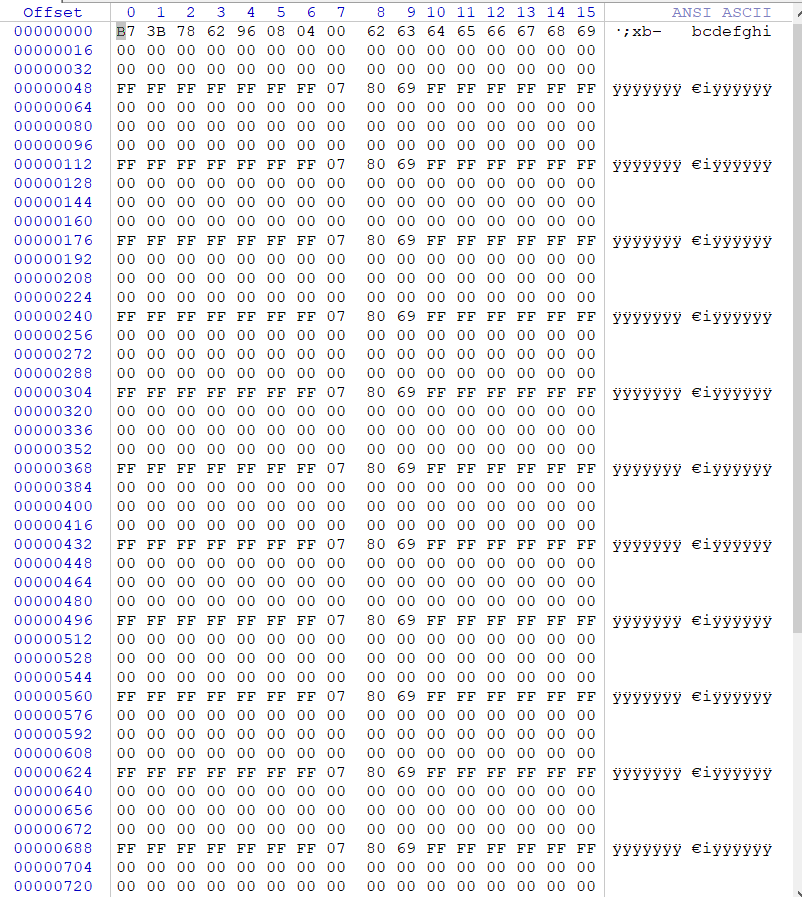 Offset 0 1 2 3 4 5 6 7 8 9 10 11 12 13 14 15 ANSI ASCII
00000000 B7 3B 78 62 96 08 04 00 62 63 64 65 66 67 68 69 ·;xb– bcdefghi
00000016 00 00 00 00 00 00 00 00 00 00 00 00 00 00 00 00
00000032 00 00 00 00 00 00 00 00 00 00 00 00 00 00 00 00
00000048 FF FF FF FF FF FF FF 07 80 69 FF FF FF FF FF FF ÿÿÿÿÿÿÿ €iÿÿÿÿÿÿ
00000064 00 00 00 00 00 00 00 00 00 00 00 00 00 00 00 00
00000080 00 00 00 00 00 00 00 00 00 00 00 00 00 00 00 00
00000096 00 00 00 00 00 00 00 00 00 00 00 00 00 00 00 00
00000112 FF FF FF FF FF FF FF 07 80 69 FF FF FF FF FF FF ÿÿÿÿÿÿÿ €iÿÿÿÿÿÿ
00000128 00 00 00 00 00 00 00 00 00 00 00 00 00 00 00 00
00000144 00 00 00 00 00 00 00 00 00 00 00 00 00 00 00 00
00000160 00 00 00 00 00 00 00 00 00 00 00 00 00 00 00 00
00000176 FF FF FF FF FF FF FF 07 80 69 FF FF FF FF FF FF ÿÿÿÿÿÿÿ €iÿÿÿÿÿÿ
00000192 00 00 00 00 00 00 00 00 00 00 00 00 00 00 00 00
00000208 00 00 00 00 00 00 00 00 00 00 00 00 00 00 00 00
00000224 00 00 00 00 00 00 00 00 00 00 00 00 00 00 00 00
00000240 FF FF FF FF FF FF FF 07 80 69 FF FF FF FF FF FF ÿÿÿÿÿÿÿ €iÿÿÿÿÿÿ
00000256 00 00 00 00 00 00 00 00 00 00 00 00 00 00 00 00
00000272 00 00 00 00 00 00 00 00 00 00 00 00 00 00 00 00
00000288 00 00 00 00 00 00 00 00 00 00 00 00 00 00 00 00
00000304 FF FF FF FF FF FF FF 07 80 69 FF FF FF FF FF FF ÿÿÿÿÿÿÿ €iÿÿÿÿÿÿ
00000320 00 00 00 00 00 00 00 00 00 00 00 00 00 00 00 00
00000336 00 00 00 00 00 00 00 00 00 00 00 00 00 00 00 00
00000352 00 00 00 00 00 00 00 00 00 00 00 00 00 00 00 00
00000368 FF FF FF FF FF FF FF 07 80 69 FF FF FF FF FF FF ÿÿÿÿÿÿÿ €iÿÿÿÿÿÿ
00000384 00 00 00 00 00 00 00 00 00 00 00 00 00 00 00 00
00000400 00 00 00 00 00 00 00 00 00 00 00 00 00 00 00 00
00000416 00 00 00 00 00 00 00 00 00 00 00 00 00 00 00 00
00000432 FF FF FF FF FF FF FF 07 80 69 FF FF FF FF FF FF ÿÿÿÿÿÿÿ €iÿÿÿÿÿÿ
00000448 00 00 00 00 00 00 00 00 00 00 00 00 00 00 00 00
00000464 00 00 00 00 00 00 00 00 00 00 00 00 00 00 00 00
00000480 00 00 00 00 00 00 00 00 00 00 00 00 00 00 00 00
00000496 FF FF FF FF FF FF FF 07 80 69 FF FF FF FF FF FF ÿÿÿÿÿÿÿ €iÿÿÿÿÿÿ
00000512 00 00 00 00 00 00 00 00 00 00 00 00 00 00 00 00
00000528 00 00 00 00 00 00 00 00 00 00 00 00 00 00 00 00
00000544 00 00 00 00 00 00 00 00 00 00 00 00 00 00 00 00
00000560 FF FF FF FF FF FF FF 07 80 69 FF FF FF FF FF FF ÿÿÿÿÿÿÿ €iÿÿÿÿÿÿ
00000576 00 00 00 00 00 00 00 00 00 00 00 00 00 00 00 00
00000592 00 00 00 00 00 00 00 00 00 00 00 00 00 00 00 00
00000608 00 00 00 00 00 00 00 00 00 00 00 00 00 00 00 00
00000624 FF FF FF FF FF FF FF 07 80 69 FF FF FF FF FF FF ÿÿÿÿÿÿÿ €iÿÿÿÿÿÿ
00000640 00 00 00 00 00 00 00 00 00 00 00 00 00 00 00 00
00000656 00 00 00 00 00 00 00 00 00 00 00 00 00 00 00 00
00000672 00 00 00 00 00 00 00 00 00 00 00 00 00 00 00 00
00000688 FF FF FF FF FF FF FF 07 80 69 FF FF FF FF FF FF ÿÿÿÿÿÿÿ €iÿÿÿÿÿÿ
00000704 00 00 00 00 00 00 00 00 00 00 00 00 00 00 00 00
00000720 00 00 00 00 00 00 00 00 00 00 00 00 00 00 00 00